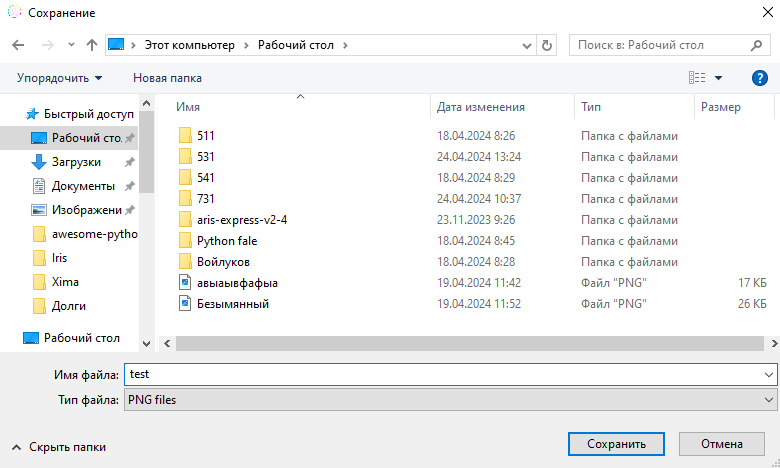 Сохранение
Этот компьютер Рабочий стол
Поиск в: Рабочий стол
Упорядочить Новая папка
?
Имя Дата изменения Тип Размер
Быстрый доступ
Рабочий сто.
Загрузки
Документы
Изображени
awesome-pytho
Iris
Xima
Долги
Рабочий стол
511 18.04.2024 8:26 Папка с файлами
531 24.04.2024 13:24 Папка с файлами
541 18.04.2024 8:29 Папка с файлами
731 24.04.2024 10:37 Папка с файлами
aris-express-v2-4 23.11.2023 9:26 Папка с файлами
Python fale 18.04.2024 8:45 Папка с файлами
Войлуков 18.04.2024 8:28 Папка с файлами
авыаывфафыа 19.04.2024 11:42 Файл "PNG" 17 КБ
Безымянный 19.04.2024 11:52 Файл "PNG" 26 КБ
Имя файла: test
Тип файла: PNG files
Скрыть папки
Сохранить Отмена